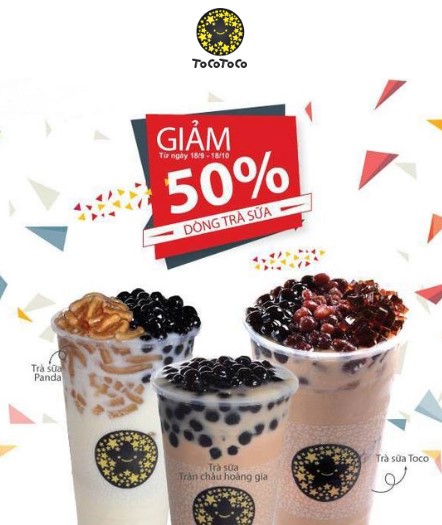 ToCoToCo
GIẢM
Từ ngày 18/9 - 18/10
50%
DÒNG TRÀ SỮA
Trà sữa
Panda
Trà sữa
Trân châu hoàng gia
Trà sữa Toco